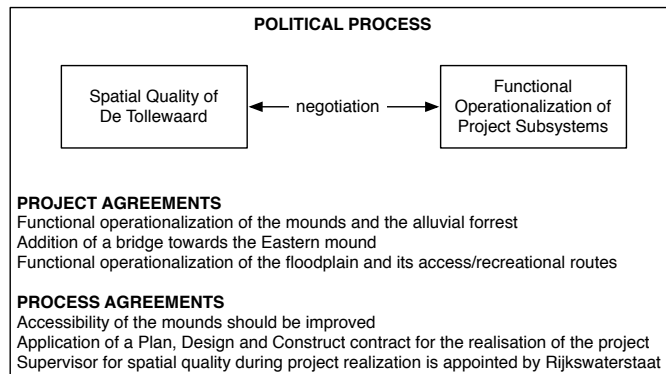 POLITICAL PROCESS
Spatial Quality of
De Tollewaard
negotiation
Functional
Operationalization of
Project Subsystems
PROJECT AGREEMENTS
Functional operationalization of the mounds and the alluvial forrest
Addition of a bridge towards the Eastern mound
Functional operationalization of the floodplain and its access/recreational routes
PROCESS AGREEMENTS
Accessibility of the mounds should be improved
Application of a Plan, Design and Construct contract for the realisation of the project
Supervisor for spatial quality during project realization is appointed by Rijkswaterstaat